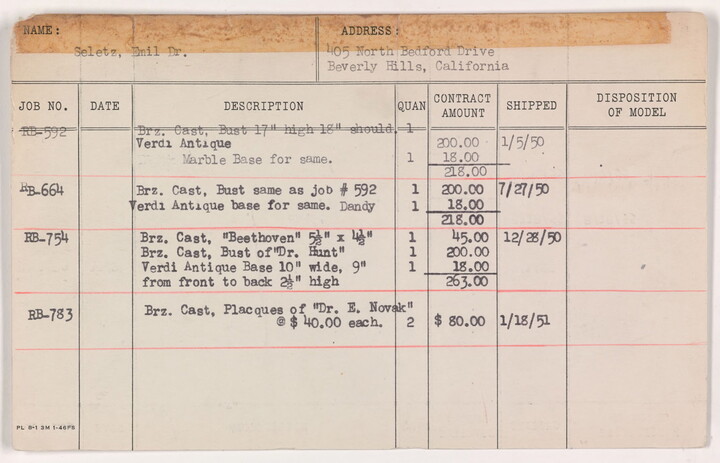 NAME: ADDRESS:
Seletz, Emil Dr. 405 North Bedford Drive
Beverly Hills, California
JOB NO. DATE DESCRIPTION QUAN CONTRACT AMOUNT SHIPPED DISPOSITION OF MODEL
RB-592 Brz. Cast, Bust 17" high 18" should. 1
Verdi Antique 200.00 1/5/50
Marble Base for same. 1 18.00
218.00
RB-664 Brz. Cast, Bust same as job # 592 1 200.00 7/27/50
Verdi Antique base for same. Dandy 1 18.00
218.00
RB-754 Brz. Cast, "Beethoven" 5½" x 4½" 1 45.00 12/28/50
Brz. Cast, Bust of"Dr. Hunt" 1 200.00
Verdi Antique Base 10" wide, 9" 1 18.00
from front to back 2½" high 263.00
RB-783 Brz. Cast, Placques of "Dr. E. Novak"
@ $ 40.00 each. 2 $ 80.00 1/18/51
PL 8-1 3M 1-46PS